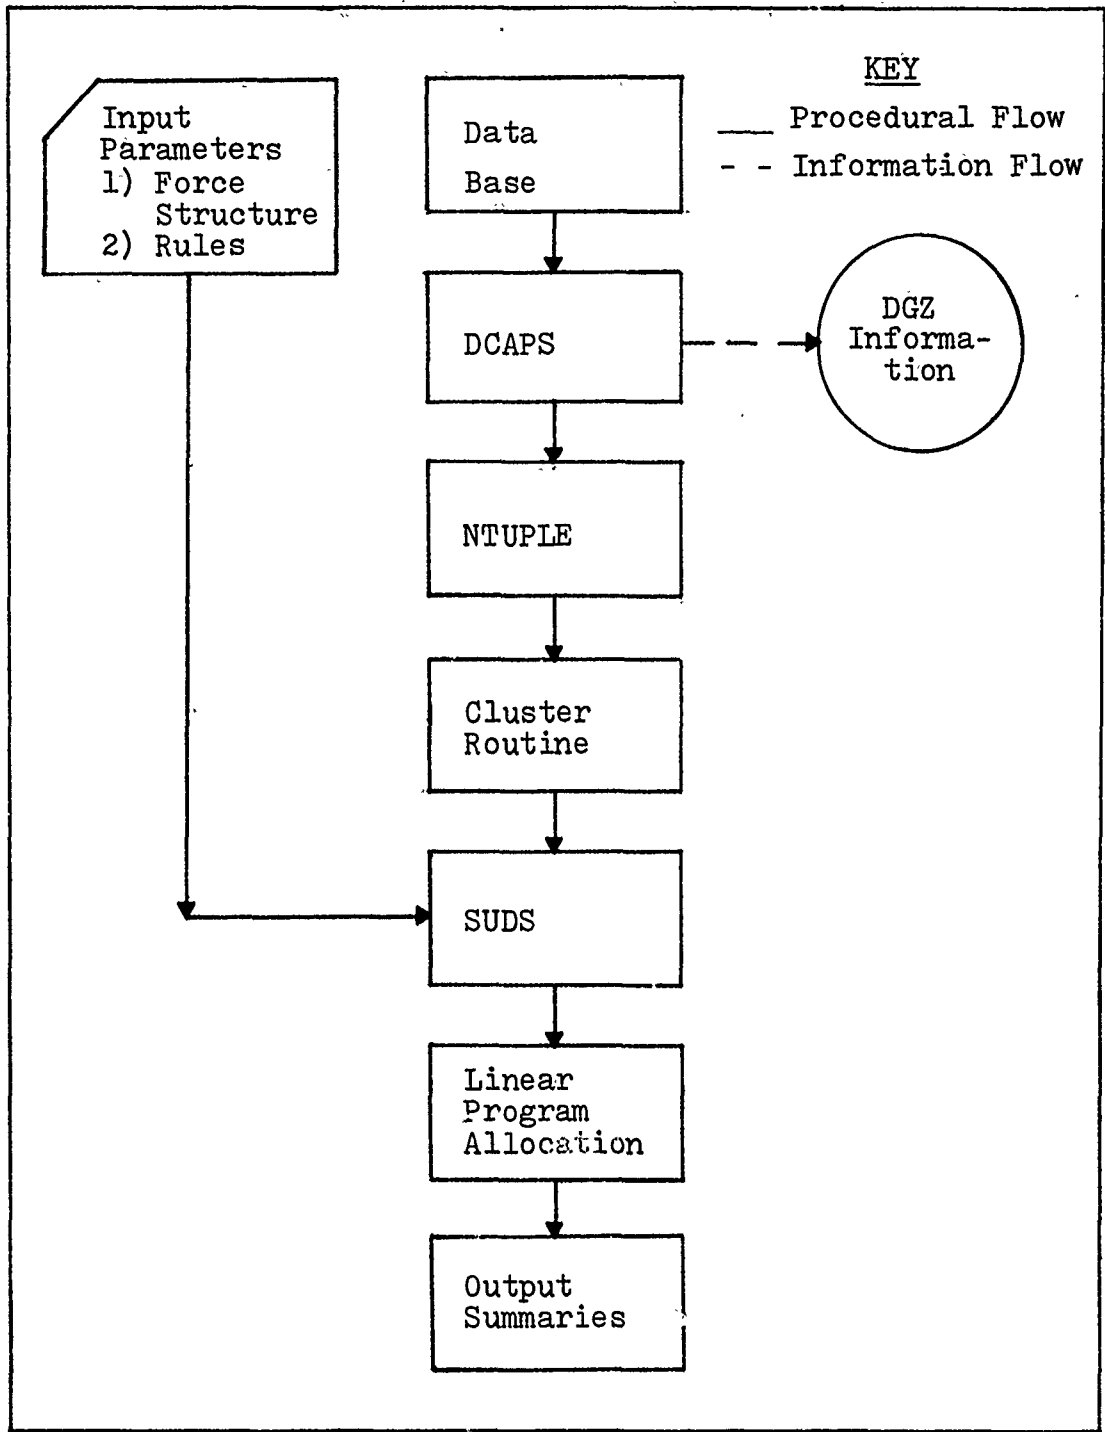 Input
Parameters
1) Force
Structure
2) Rules
Data
Base
KEY
Procedural Flow
Information Flow
DCAPS
DGZ
Informa-
tion
NTUPLE
Cluster
Routine
SUDS
Linear
Program
Allocation
Output
Summaries